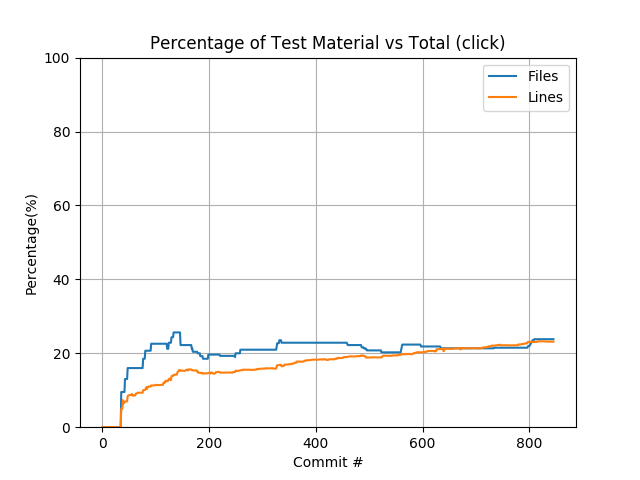 Percentage of Test Material vs Total (click)
100
80
60
40
20
0
Percentage(%)
Files
Lines
0 200 400 600 800
Commit #